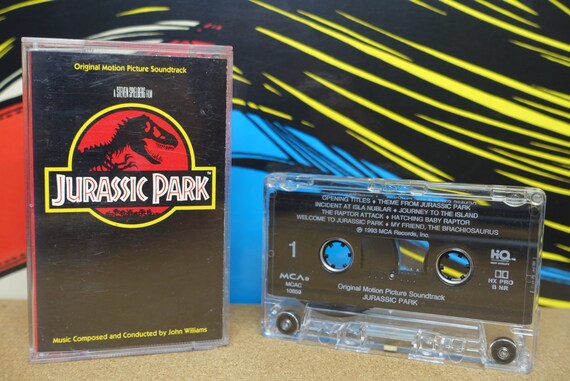 Original Motion Picture Soundtrack
A STEVEN SPIELBERG FILM
JURASSIC PARK
TM
Music Composed and Conducted by John Williams
OPENING TITLES • THEME FROM JURASSIC PARK
INCIDENT AT ISLA NUBLAR • JOURNEY TO THE ISLAND
THE RAPTOR ATTACK • HATCHING BABY RAPTOR
WELCOME TO JURASSIC PARK • MY FRIEND, THE BRACHIOSAURUS
℗ 1993 MCA Records, Inc.
1
HQ
MCA
MCAC
10859
HX PRO
B NR
Original Motion Picture Soundtrack
JURASSIC PARK